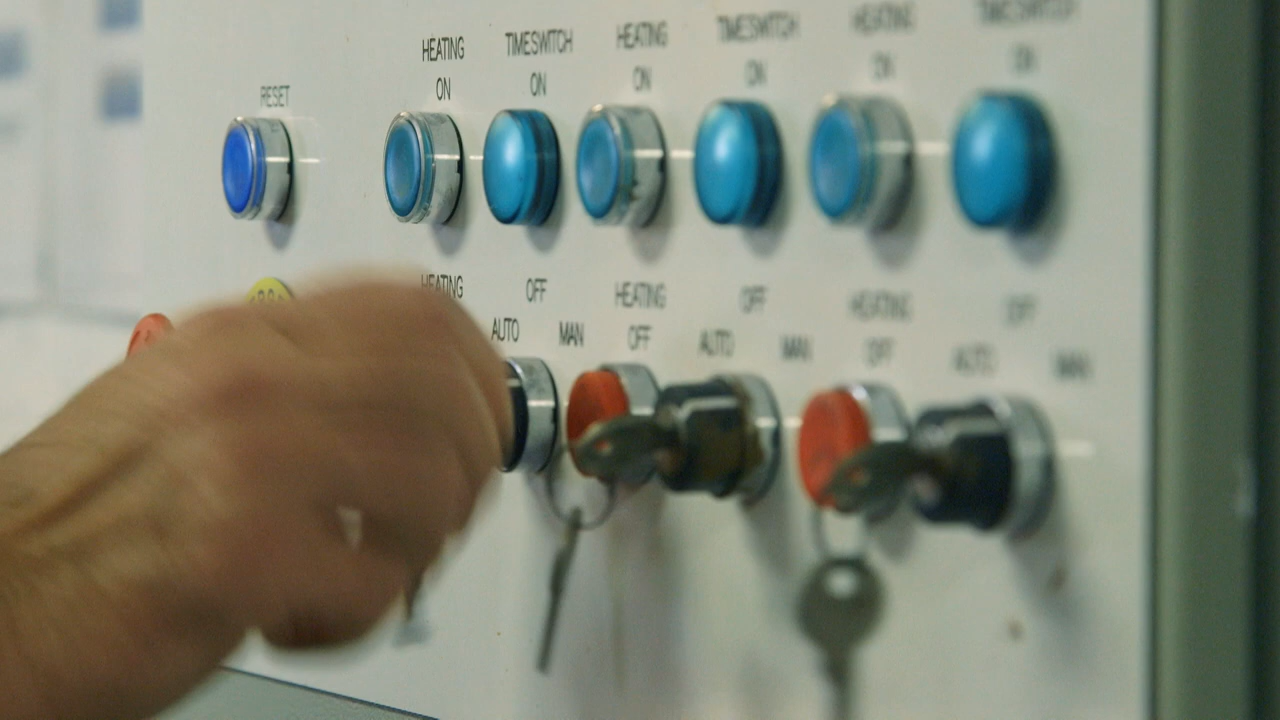 RESET
HEATING
ON
TIMESWITCH
ON
HEATING
ON
TIMESWITCH
ON
HEATING
ON
TIMESWITCH
ON
HEATING
OFF
AUTO
MAN
HEATING
OFF
OFF
AUTO
MAN
HEATING
OFF
OFF
AUTO
MAN